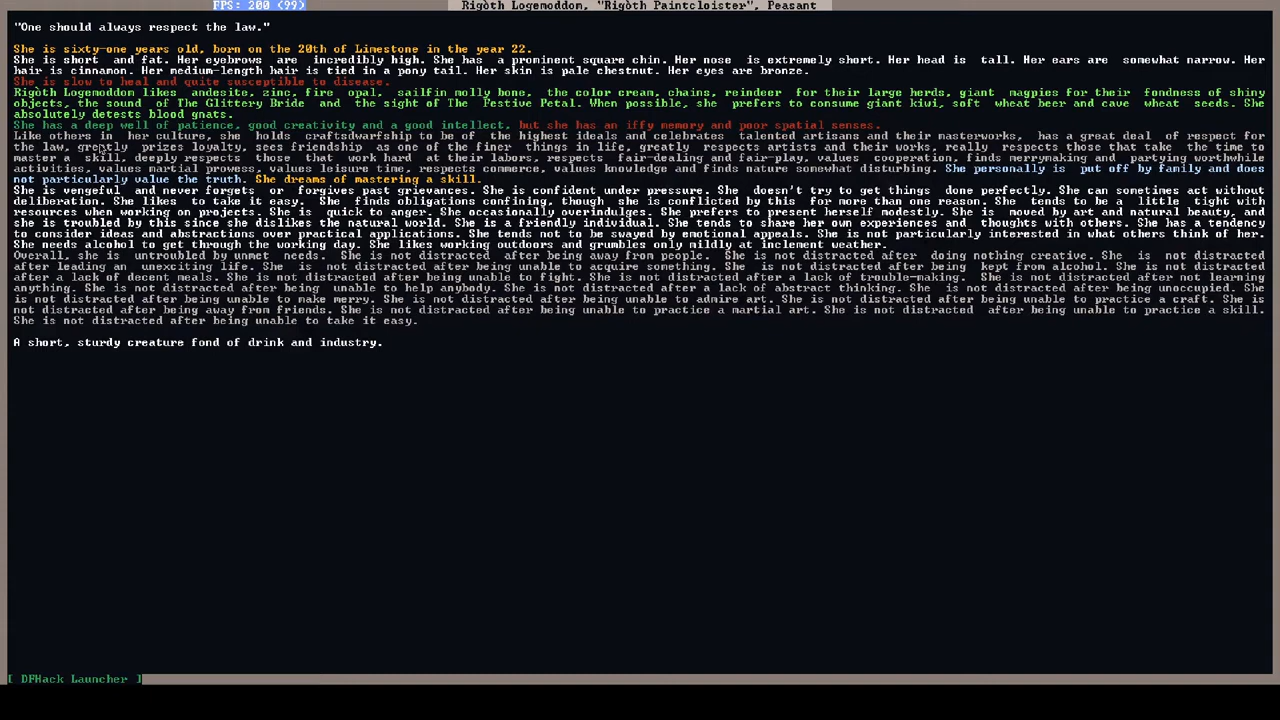 FPS: 200 (99)
Rigòth Logemoddom, "Rigòth Paintcloister", Peasant
"One should always respect the law."
She is sixty-one years old, born on the 20th of Limestone in the year 22.
She is short and fat. Her eyebrows are incredibly high. She has a prominent square chin. Her nose is extremely short. Her head is tall. Her ears are somewhat narrow. Her
hair is cinnamon. Her medium-length hair is tied in a pony tail. Her skin is pale chestnut. Her eyes are bronze.
She is slow to heal and quite susceptible to disease.
Rigòth Logemoddom likes andesite, zinc, fire opal, sailfin molly bone, the color cream, chains, reindeer for their large herds, giant magpies for their fondness of shiny
objects, the sound of The Glittery Bride and the sight of The Festive Petal. When possible, she prefers to consume giant kiwi, soft wheat beer and cave wheat seeds. She
absolutely detests blood gnats.
She has a deep well of patience, good creativity and a good intellect, but she has an iffy memory and poor spatial senses.
Like others in her culture, she holds craftsdwarfship to be of the highest ideals and celebrates talented artisans and their masterworks, has a great deal of respect for
the law, greatly prizes loyalty, sees friendship as one of the finer things in life, greatly respects artists and their works, really respects those that take the time to
master a skill, deeply respects those that work hard at their labors, respects fair-dealing and fair-play, values cooperation, finds merrymaking and partying worthwhile
activities, values martial prowess, values leisure time, respects commerce, values knowledge and finds nature somewhat disturbing. She personally is put off by family and does
not particularly value the truth. She dreams of mastering a skill.
She is vengeful and never forgets or forgives past grievances. She is confident under pressure. She doesn't try to get things done perfectly. She can sometimes act without
deliberation. She likes to take it easy. She finds obligations confining, though she is conflicted by this for more than one reason. She tends to be a little tight with
resources when working on projects. She is quick to anger. She occasionally overindulges. She prefers to present herself modestly. She is moved by art and natural beauty, and
she is troubled by this since she dislikes the natural world. She is a friendly individual. She tends to share her own experiences and thoughts with others. She has a tendency
to consider ideas and abstractions over practical applications. She tends not to be swayed by emotional appeals. She is not particularly interested in what others think of her.
She needs alcohol to get through the working day. She likes working outdoors and grumbles only mildly at inclement weather.
Overall, she is untroubled by unmet needs. She is not distracted after being away from people. She is not distracted after doing nothing creative. She is not distracted
after leading an unexciting life. She is not distracted after being unable to acquire something. She is not distracted after being kept from alcohol. She is not distracted
after a lack of decent meals. She is not distracted after being unable to fight. She is not distracted after a lack of trouble-making. She is not distracted after not learning
anything. She is not distracted after being unable to help anybody. She is not distracted after a lack of abstract thinking. She is not distracted after being unoccupied. She
is not distracted after being unable to make merry. She is not distracted after being unable to admire art. She is not distracted after being unable to practice a craft. She is
not distracted after being away from friends. She is not distracted after being unable to practice a martial art. She is not distracted after being unable to practice a skill.
She is not distracted after being unable to take it easy.
A short, sturdy creature fond of drink and industry.
[ DFHack Launcher ]